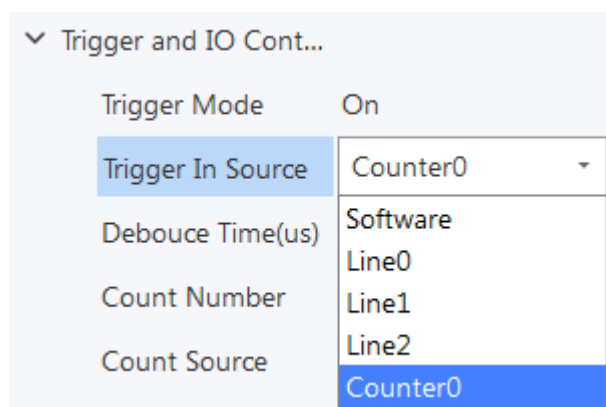 Trigger and IO Cont...
Trigger Mode On
Trigger In Source Counter0
Debouce Time(us) Software
Line0
Count Number Line1
Line2
Count Source Counter0